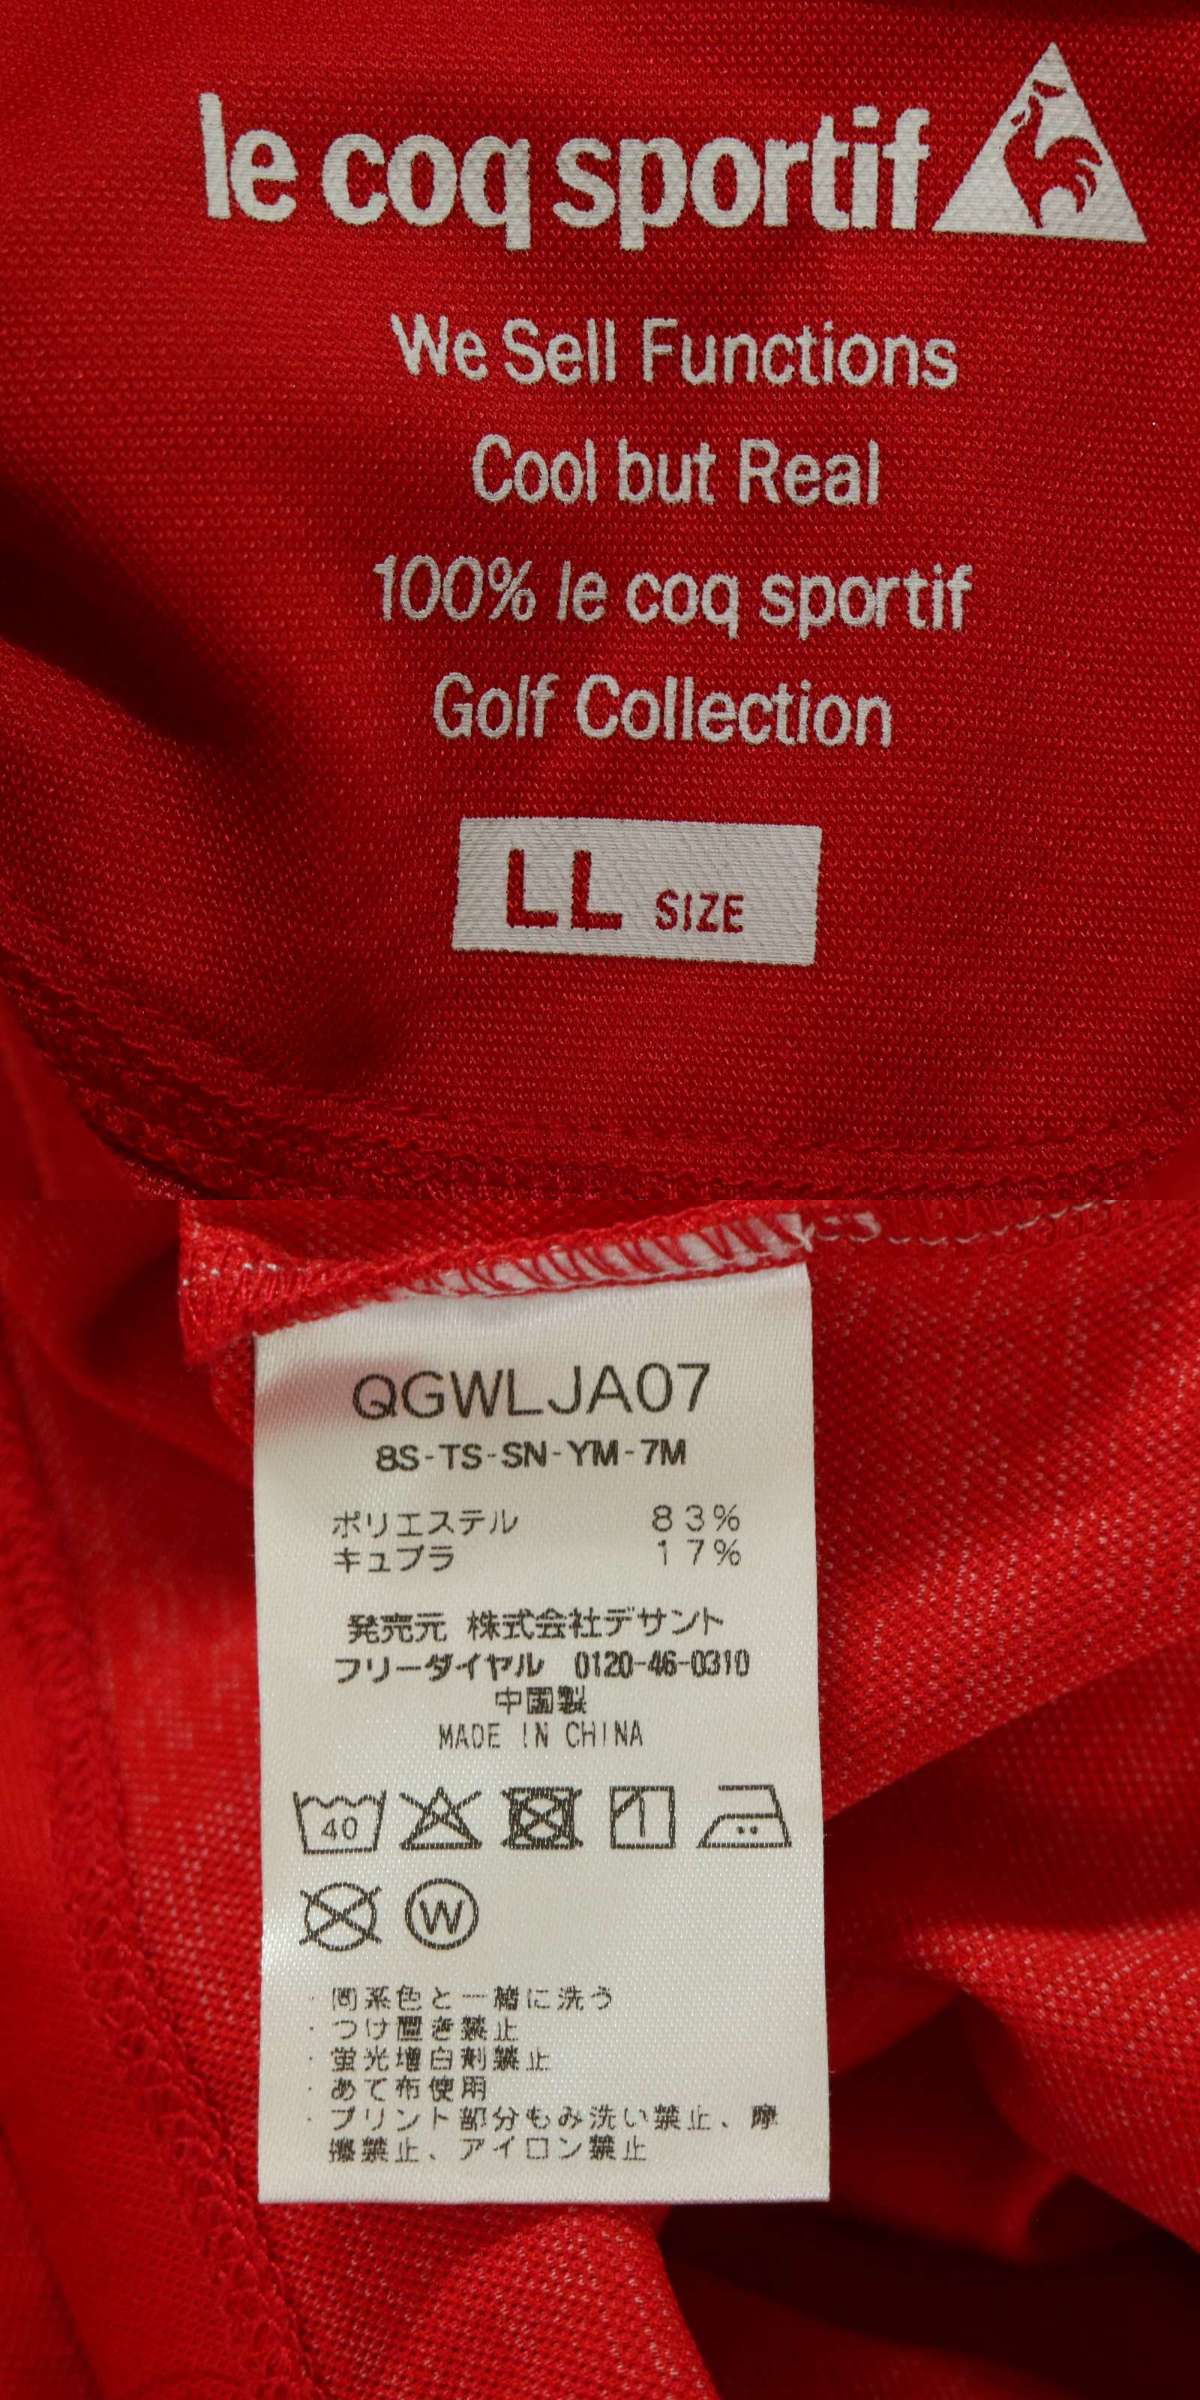 le coq sportif
We Sell Functions
Cool but Real
100% le coq sportif
Golf Collection
LL SIZE
QGWLJA07
8S-TS-SN-YM-7M
ポリエステル 83%
キュプラ 17%
発売元 株式会社デサント
フリーダイヤル 0120-46-0310
中国製
MADE IN CHINA
40
W
・同系色と一緒に洗う
・つけ置き禁止
・蛍光増白剤禁止
・あて布使用
・プリント部分もみ洗い禁止、摩
擦禁止、アイロン禁止